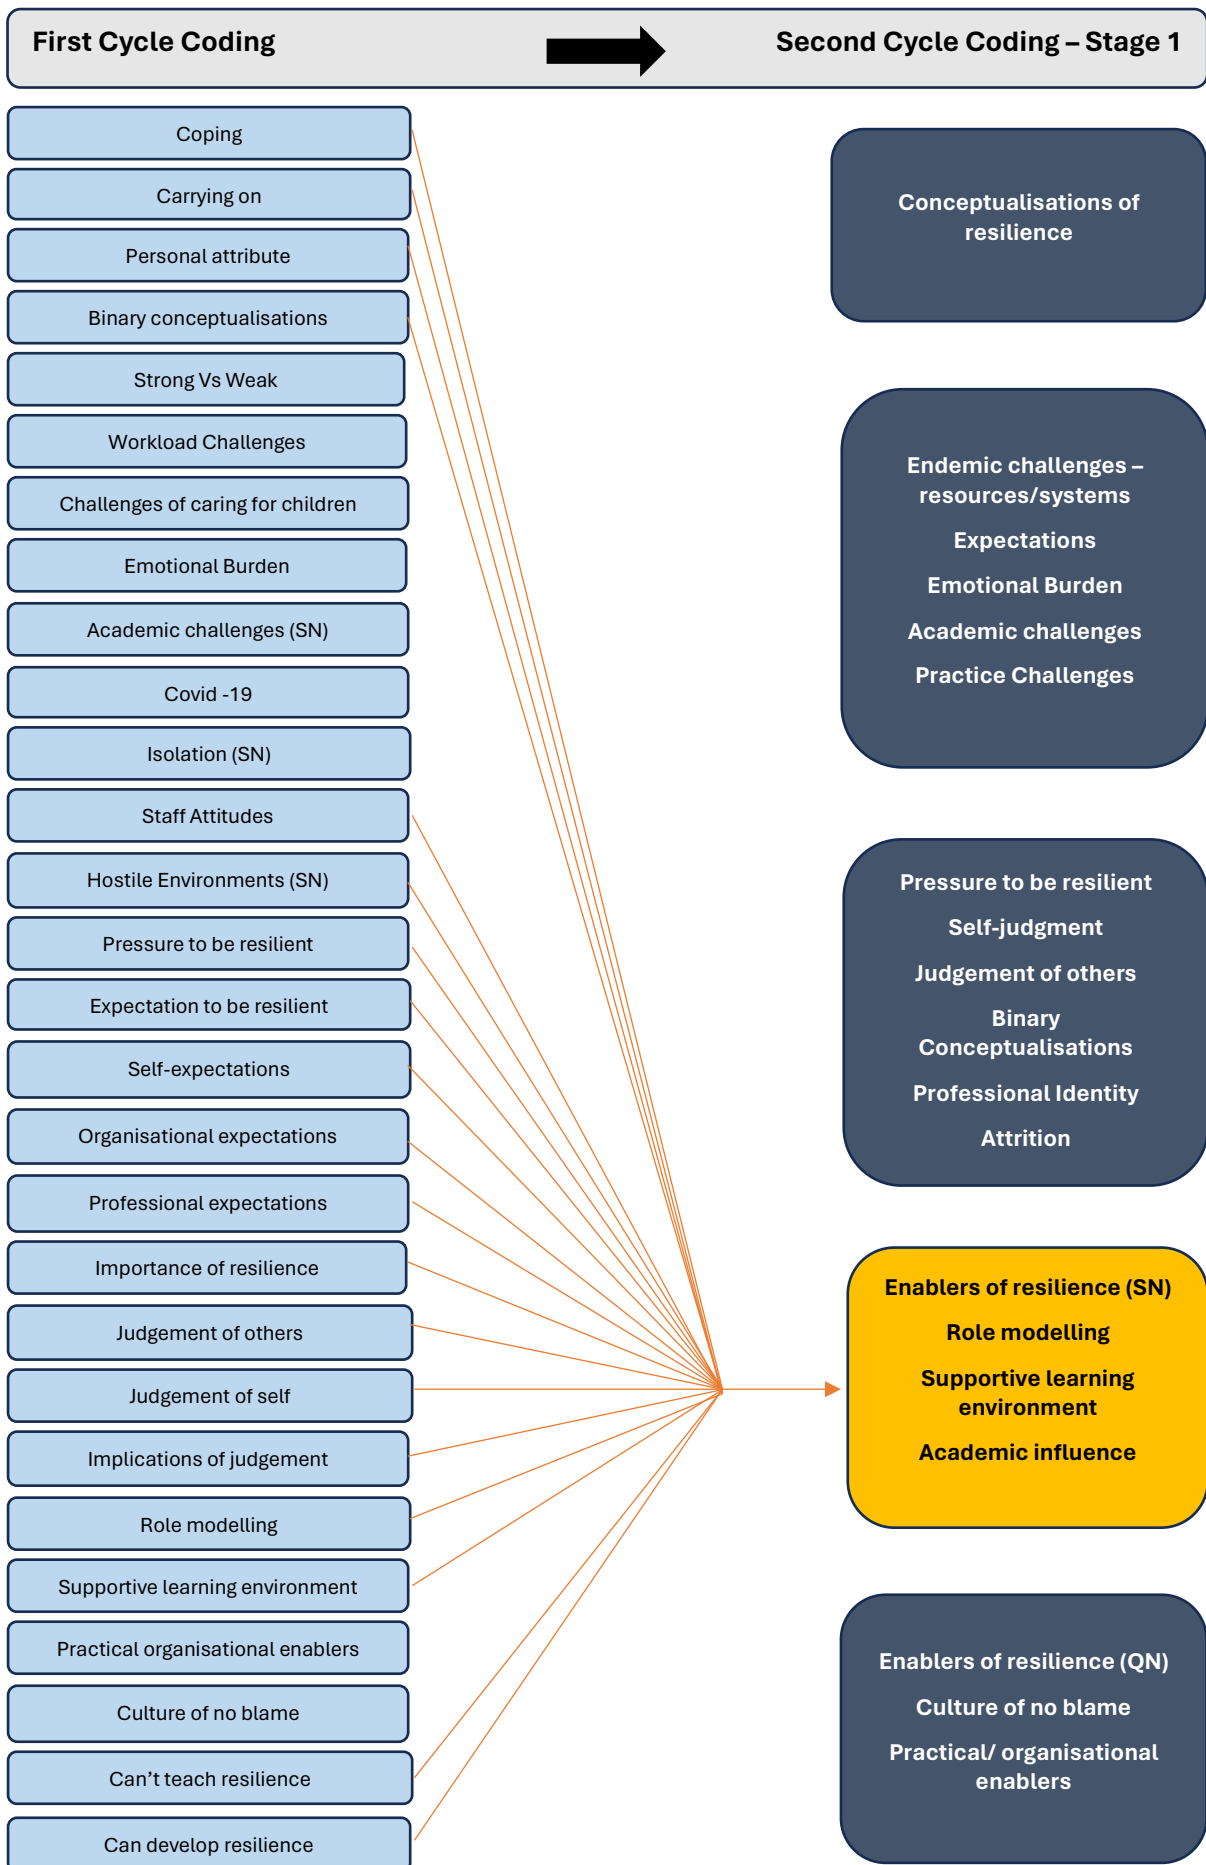 First Cycle Coding
Second Cycle Coding – Stage 1
Coping
Carrying on
Personal attribute
Binary conceptualisations
Strong Vs Weak
Workload Challenges
Challenges of caring for children
Emotional Burden
Academic challenges (SN)
Covid -19
Isolation (SN)
Staff Attitudes
Hostile Environments (SN)
Pressure to be resilient
Expectation to be resilient
Self-expectations
Organisational expectations
Professional expectations
Importance of resilience
Judgement of others
Judgement of self
Implications of judgement
Role modelling
Supportive learning environment
Practical organisational enablers
Culture of no blame
Can’t teach resilience
Can develop resilience
Conceptualisations of
resilience
Endemic challenges –
resources/systems
Expectations
Emotional Burden
Academic challenges
Practice Challenges
Pressure to be resilient
Self-judgment
Judgement of others
Binary
Conceptualisations
Professional Identity
Attrition
Enablers of resilience (SN)
Role modelling
Supportive learning
environment
Academic influence
Enablers of resilience (QN)
Culture of no blame
Practical/ organisational
enablers